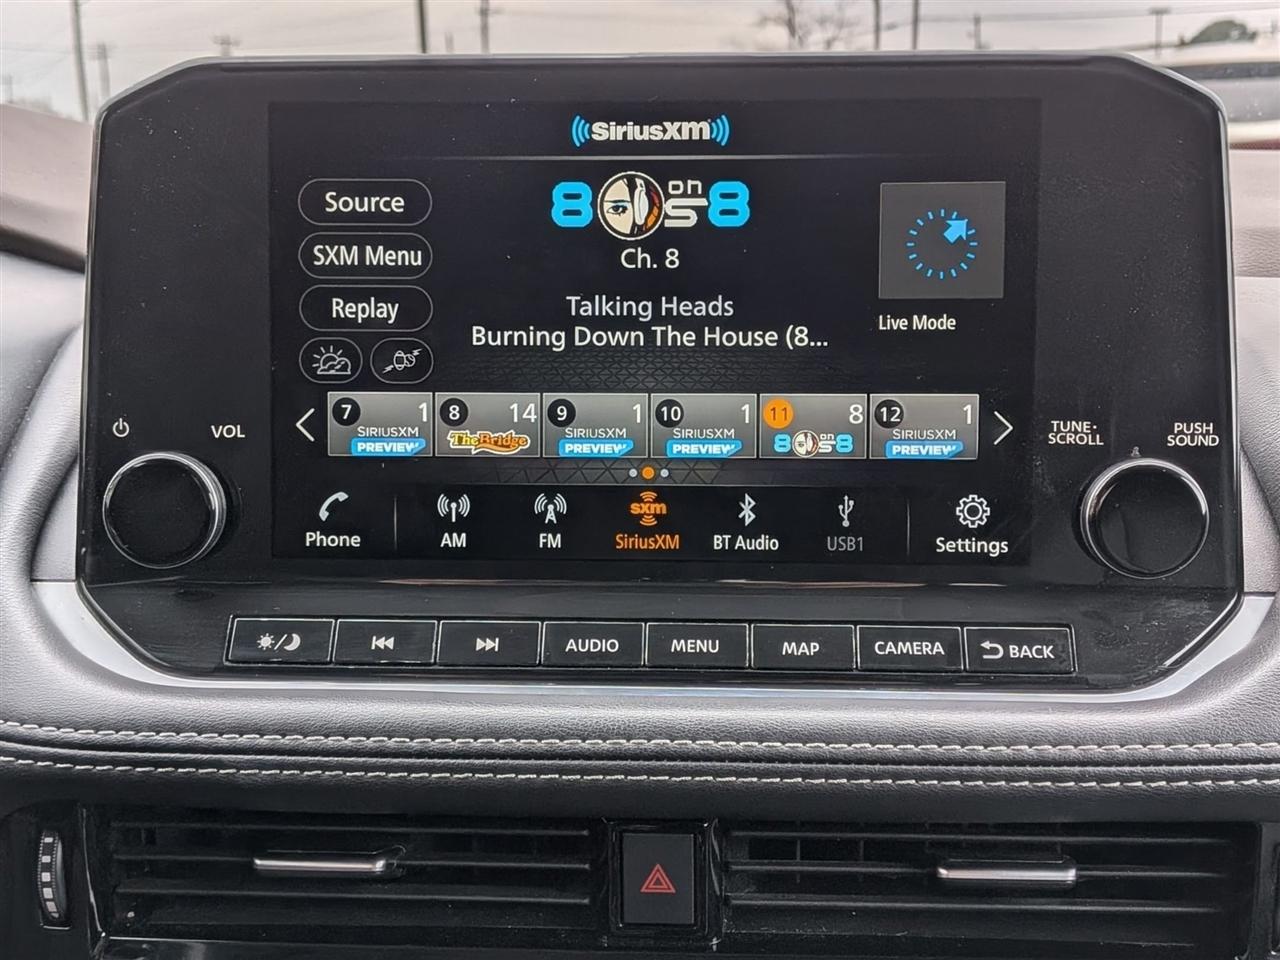 SiriusXM
8 on 8
Source
Ch. 8
SXM Menu
Replay
Talking Heads
Burning Down The House (8...
Live Mode
7 1 SIRIUSXM PREVIEW
8 14 The Bridge
9 1 SIRIUSXM PREVIEW
10 1 SIRIUSXM PREVIEW
11 8 80s on 8
12 1 SIRIUSXM PREVIEW
VOL
TUNE·
SCROLL
PUSH
SOUND
Phone
AM
FM
sxm
SiriusXM
BT Audio
USB1
Settings
AUDIO
MENU
MAP
CAMERA
BACK